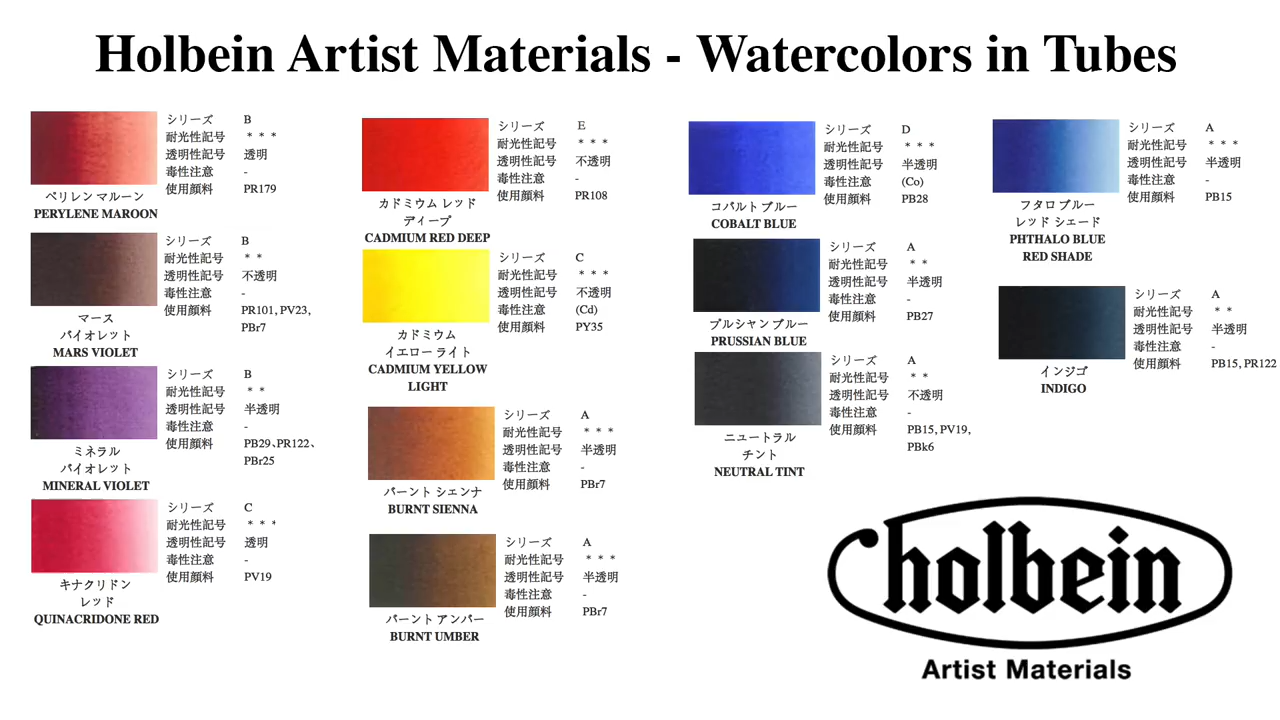 Holbein Artist Materials - Watercolors in Tubes
シリーズ B
耐光性記号 ＊＊＊
透明性記号 透明
毒性注意 -
使用顔料 PR179
ペリレン マルーン
PERYLENE MAROON
シリーズ B
耐光性記号 ＊＊
透明性記号 不透明
毒性注意 -
使用顔料 PR101, PV23,
PBr7
マース
バイオレット
MARS VIOLET
シリーズ B
耐光性記号 ＊＊
透明性記号 半透明
毒性注意 -
使用顔料 PB29、PR122、
PBr25
ミネラル
バイオレット
MINERAL VIOLET
シリーズ C
耐光性記号 ＊＊＊
透明性記号 透明
毒性注意 -
使用顔料 PV19
キナクリドン
レッド
QUINACRIDONE RED
シリーズ E
耐光性記号 ＊＊＊
透明性記号 不透明
毒性注意 -
使用顔料 PR108
カドミウム レッド
ディープ
CADMIUM RED DEEP
シリーズ C
耐光性記号 ＊＊＊
透明性記号 不透明
毒性注意 (Cd)
使用顔料 PY35
カドミウム
イエロー ライト
CADMIUM YELLOW
LIGHT
シリーズ A
耐光性記号 ＊＊＊
透明性記号 半透明
毒性注意 -
使用顔料 PBr7
バーント シェンナ
BURNT SIENNA
シリーズ A
耐光性記号 ＊＊＊
透明性記号 半透明
毒性注意 -
使用顔料 PBr7
バーント アンバー
BURNT UMBER
シリーズ D
耐光性記号 ＊＊＊
透明性記号 半透明
毒性注意 (Co)
使用顔料 PB28
コバルト ブルー
COBALT BLUE
シリーズ A
耐光性記号 ＊＊
透明性記号 半透明
毒性注意 -
使用顔料 PB27
プルシャン ブルー
PRUSSIAN BLUE
シリーズ A
耐光性記号 ＊＊
透明性記号 不透明
毒性注意 -
使用顔料 PB15, PV19,
PBk6
ニュートラル
チント
NEUTRAL TINT
シリーズ A
耐光性記号 ＊＊＊
透明性記号 半透明
毒性注意 -
使用顔料 PB15
フタロ ブルー
レッド シェード
PHTHALO BLUE
RED SHADE
シリーズ A
耐光性記号 ＊＊
透明性記号 半透明
毒性注意 -
使用顔料 PB15, PR122
インジゴ
INDIGO
holbein
Artist Materials